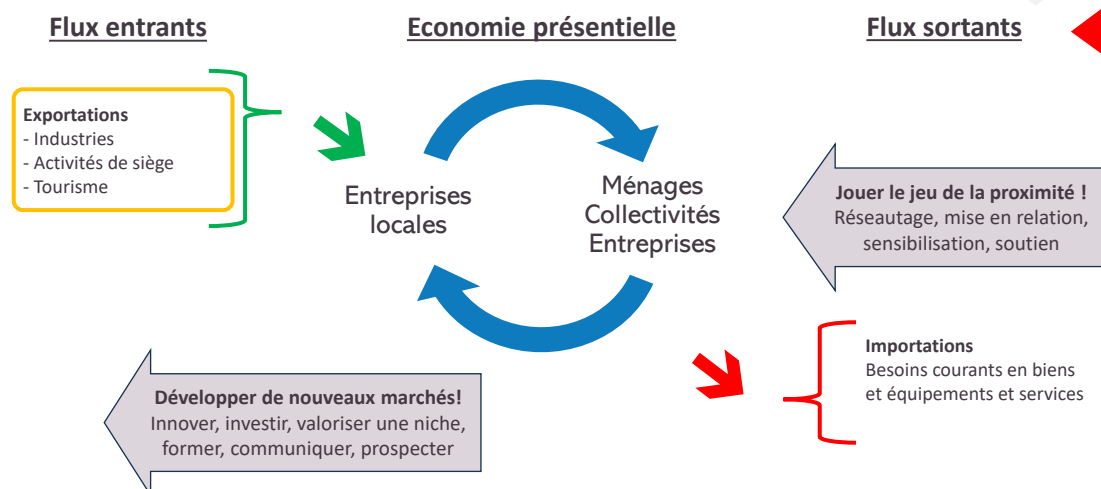 Flux entrants
Economie présentielle
Flux sortants
Exportations
- Industries
- Activités de siège
- Tourisme
Entreprises
locales
Ménages
Collectivités
Entreprises
Jouer le jeu de la proximité !
Réseautage, mise en relation,
sensibilisation, soutien
Importations
Besoins courants en biens
et équipements et services
Développer de nouveaux marchés!
Innover, investir, valoriser une niche,
former, communiquer, prospecter